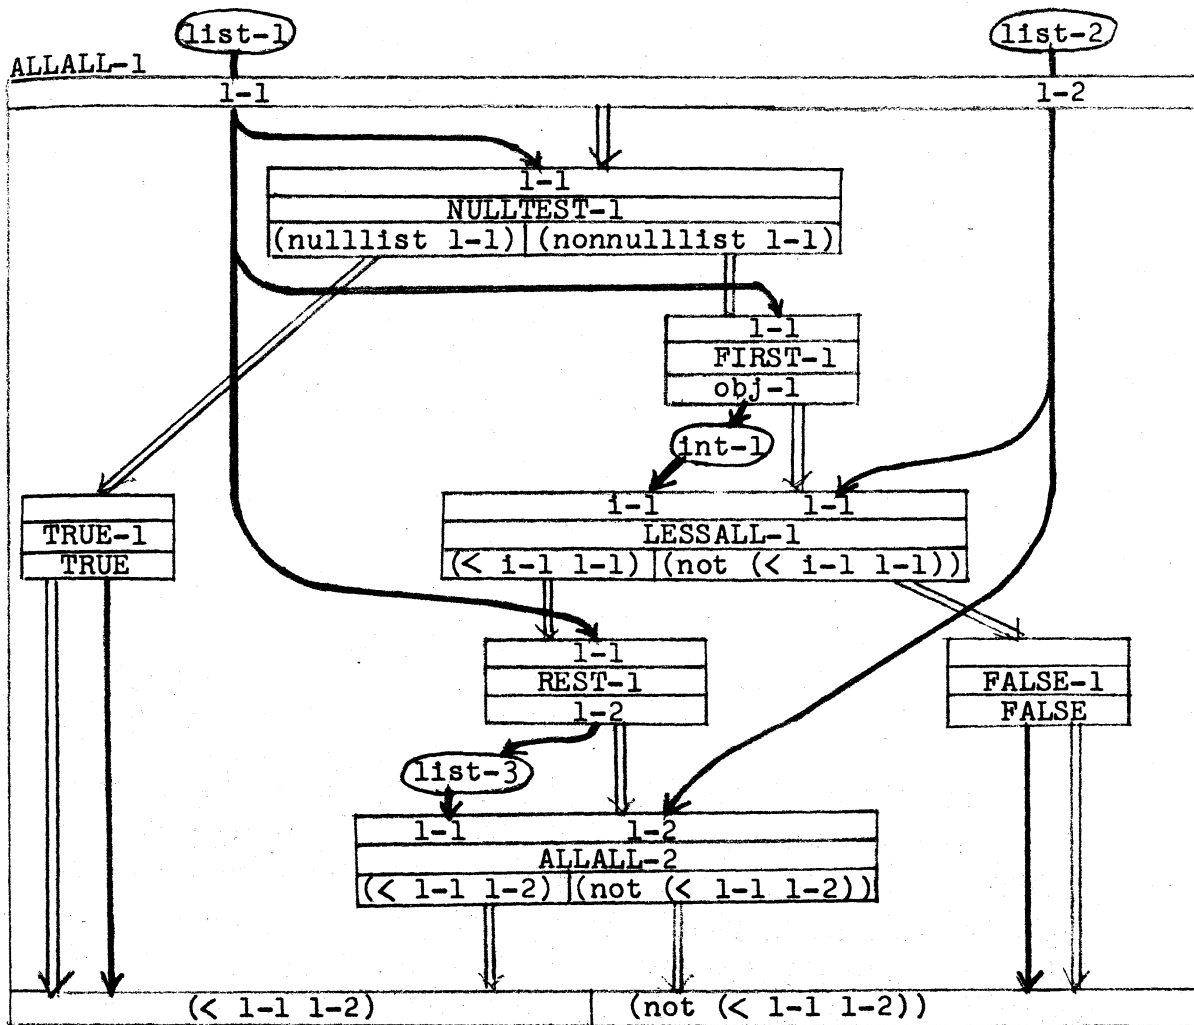 list-1 list-2
ALLALL-1
l-1 l-2
l-1
NULLTEST-1
(nulllist l-1) (nonnulllist l-1)
l-1
FIRST-1
obj-1
int-1
i-1 l-1
TRUE-1
LESSALL-1
TRUE
(< i-1 l-1) (not (< i-1 l-1))
l-1
REST-1
FALSE-1
l-2
FALSE
list-3
l-1 l-2
ALLALL-2
(< l-1 l-2) (not (< l-1 l-2))
(< l-1 l-2) (not (< l-1 l-2))